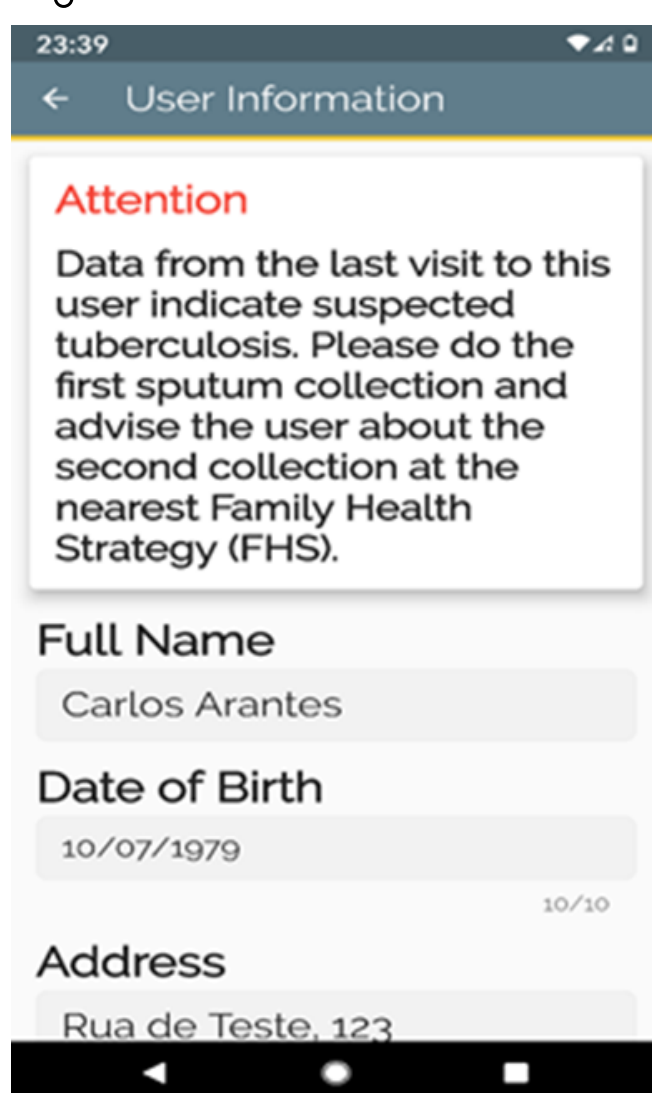 23:39
User Information
Attention
Data from the last visit to this
user indicate suspected
tuberculosis. Please do the
first sputum collection and
advise the user about the
second collection at the
nearest Family Health
Strategy (FHS).
Full Name
Carlos Arantes
Date of Birth
10/07/1979
10/10
Address
Rua de Teste, 123